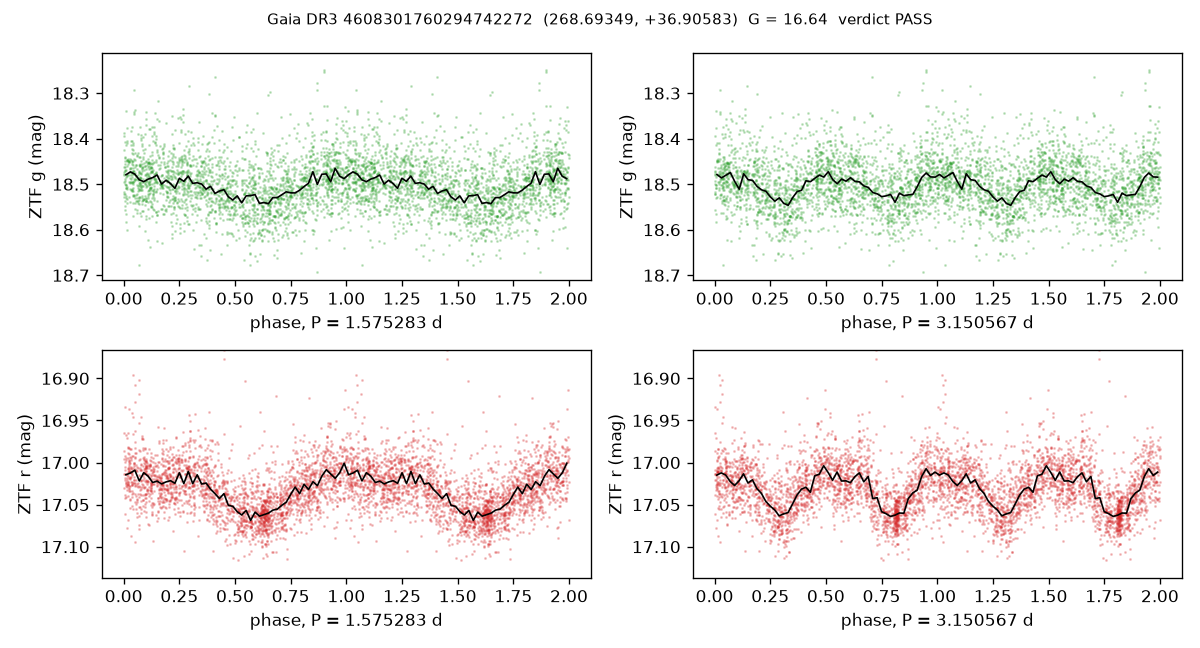 Gaia DR3 4608301760294742272 (268.69349, +36.90583) G = 16.64 verdict PASS
ZTF g (mag)
18.3
18.4
18.5
18.6
18.7
0.00 0.25 0.50 0.75 1.00 1.25 1.50 1.75 2.00
phase, P = 1.575283 d
ZTF g (mag)
18.3
18.4
18.5
18.6
18.7
0.00 0.25 0.50 0.75 1.00 1.25 1.50 1.75 2.00
phase, P = 3.150567 d
ZTF r (mag)
16.90
16.95
17.00
17.05
17.10
0.00 0.25 0.50 0.75 1.00 1.25 1.50 1.75 2.00
phase, P = 1.575283 d
ZTF r (mag)
16.90
16.95
17.00
17.05
17.10
0.00 0.25 0.50 0.75 1.00 1.25 1.50 1.75 2.00
phase, P = 3.150567 d